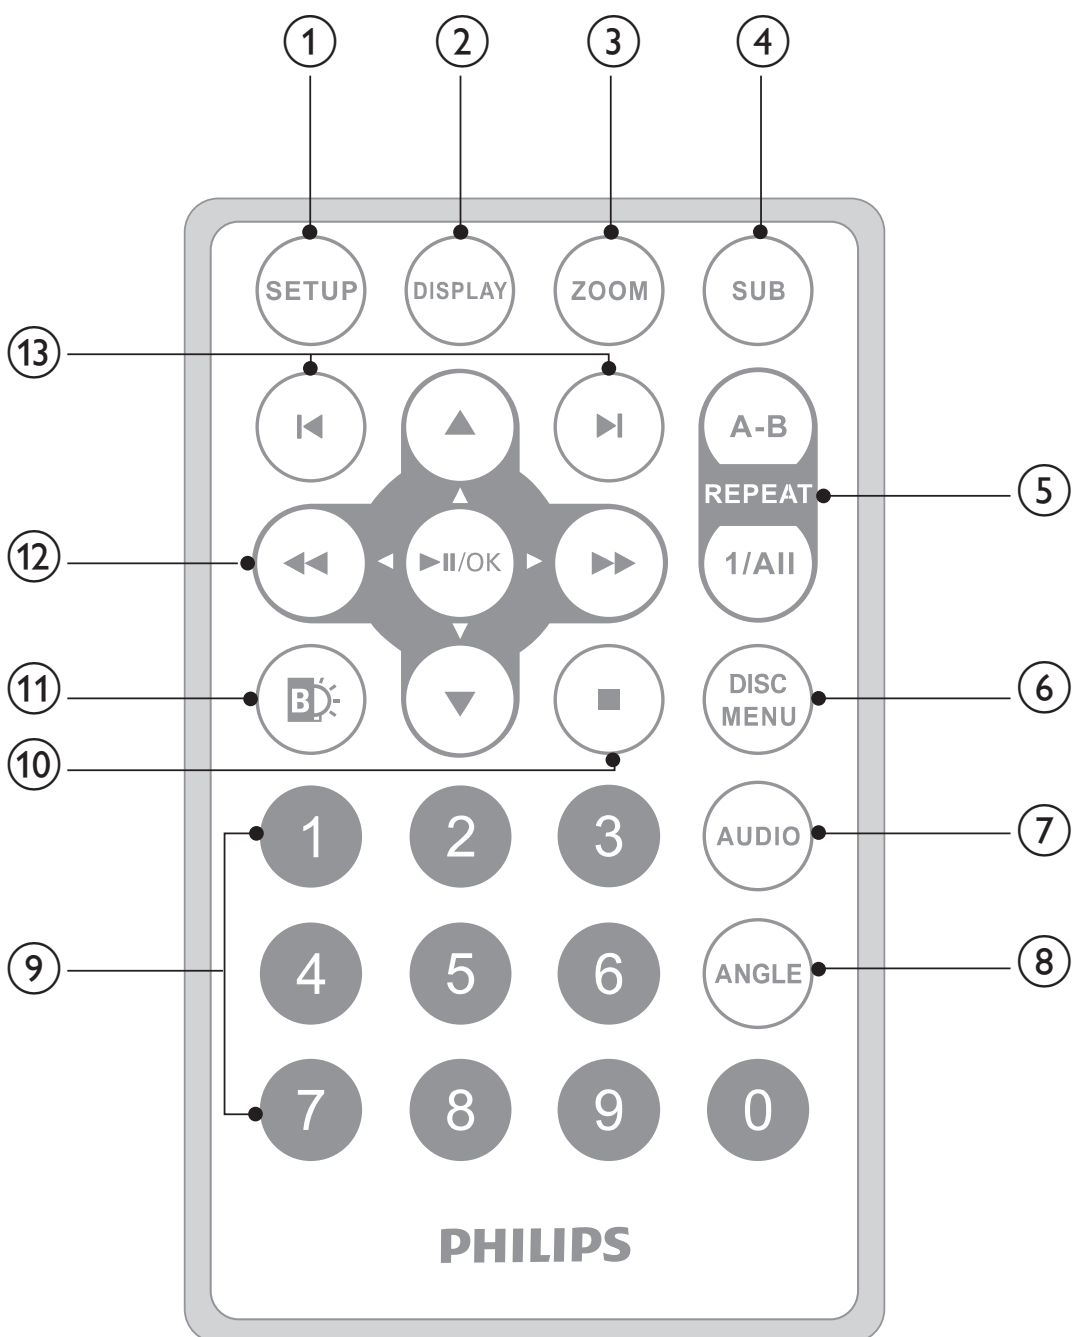 1 2 3 4
SETUP DISPLAY ZOOM SUB
13
A-B
REPEAT
5
12
/OK
1/All
11
B
DISC
MENU
6
10
1 2 3
AUDIO
7
9
4 5 6
ANGLE
8
7 8 9 0
PHILIPS